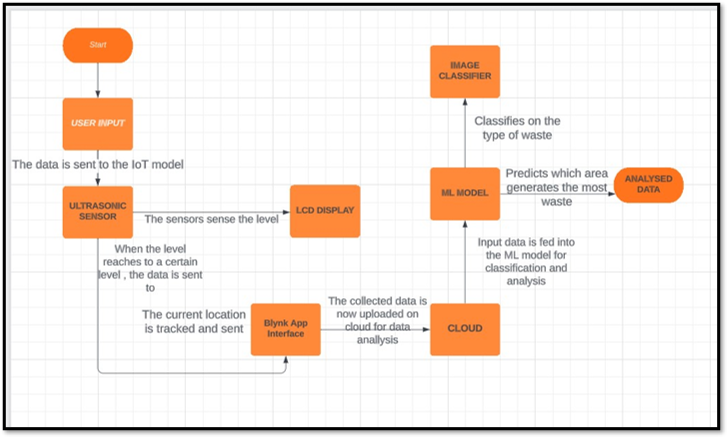 Start
USER INPUT
The data is sent to the IoT model
ULTRASONIC
SENSOR
The sensors sense the level
LCD DISPLAY
When the level
reaches to a certain
level , the data is sent
to
The current location
is tracked and sent
Blynk App
Interface
The collected data is
now uploaded on
cloud for data
anallysis
CLOUD
Input data is fed into
the ML model for
classification and
analysis
ML MODEL
Classifies on the
type of waste
IMAGE
CLASSIFIER
Predicts which area
generates the most
waste
ANALYSED
DATA